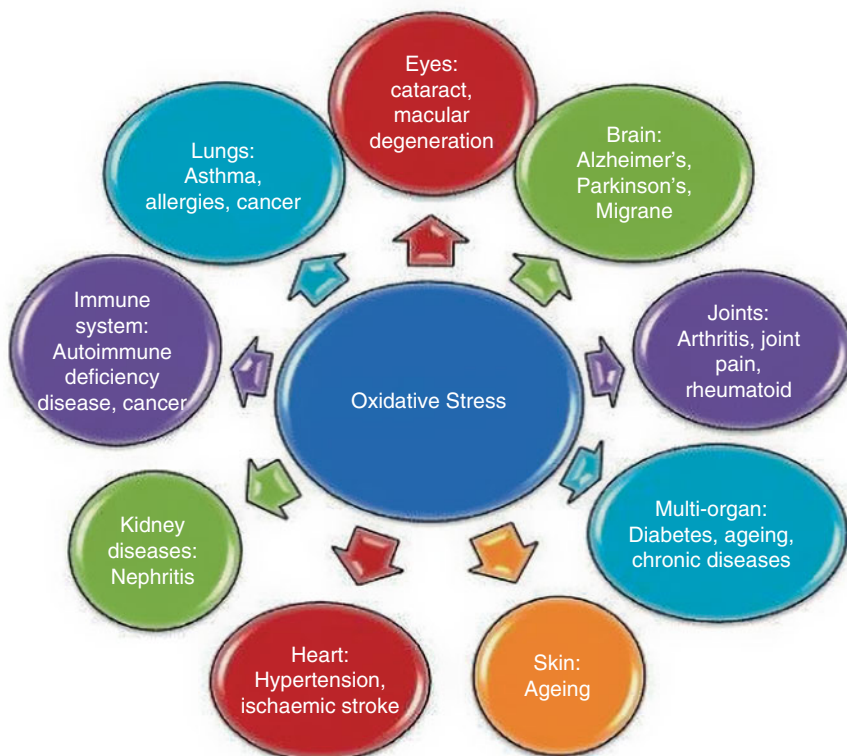 Eyes:
cataract,
macular
degeneration
Brain:
Alzheimer's,
Parkinson's,
Migrane
Joints:
Arthritis, joint
pain,
rheumatoid
Multi-organ:
Diabetes, ageing,
chronic diseases
Skin:
Ageing
Heart:
Hypertension,
ischaemic stroke
Kidney
diseases:
Nephritis
Immune
system:
Autoimmune
deficiency
disease, cancer
Lungs:
Asthma,
allergies, cancer
Oxidative Stress